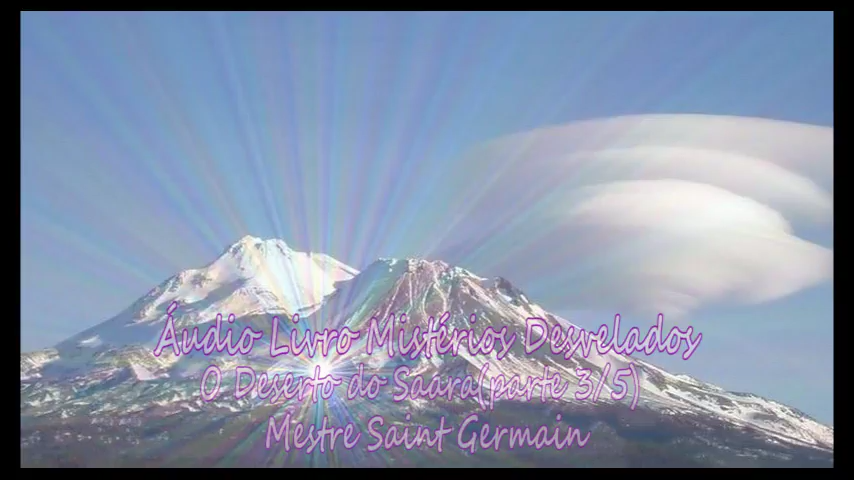 Áudio Livro Mistérios Desvelados
O Deserto do Saara(parte 3/5)
Mestre Saint Germain